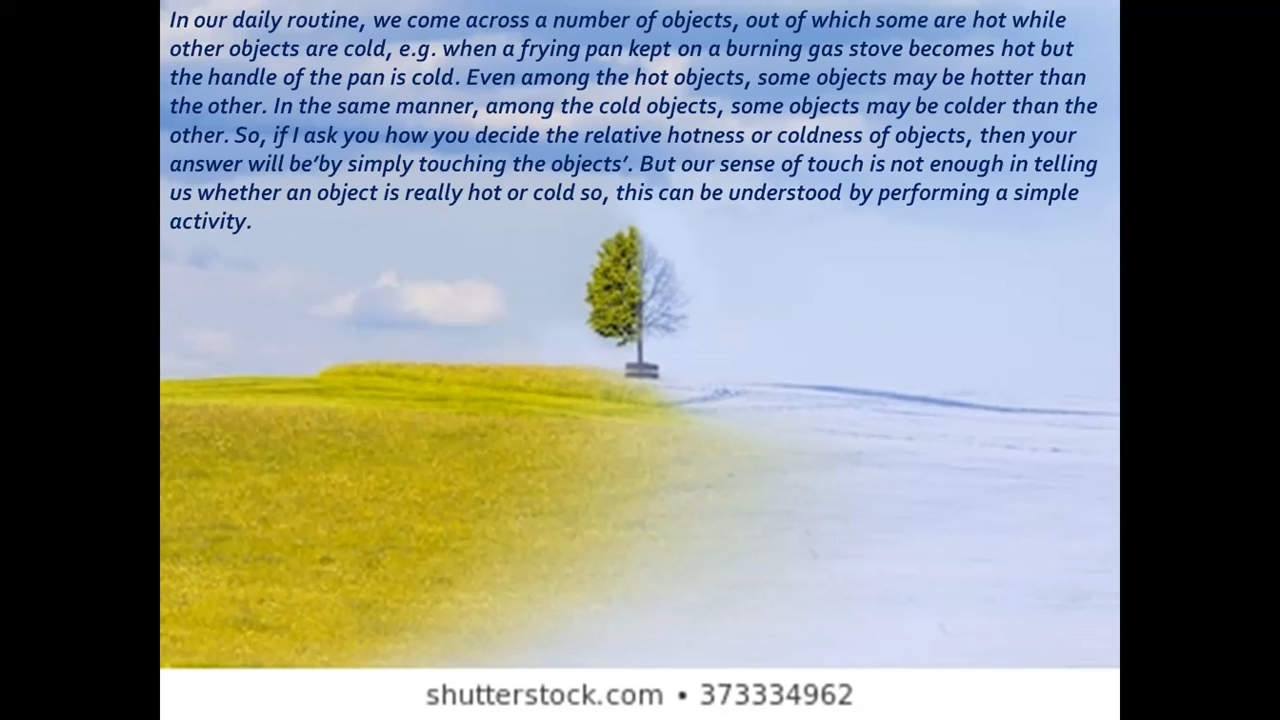 In our daily routine, we come across a number of objects, out of which some are hot while
other objects are cold, e.g. when a frying pan kept on a burning gas stove becomes hot but
the handle of the pan is cold. Even among the hot objects, some objects may be hotter than
the other. In the same manner, among the cold objects, some objects may be colder than the
other. So, if I ask you how you decide the relative hotness or coldness of objects, then your
answer will be‘by simply touching the objects‘. But our sense of touch is not enough in telling
us whether an object is really hot or cold so, this can be understood by performing a simple
activity.
shutterstock.com • 373334962